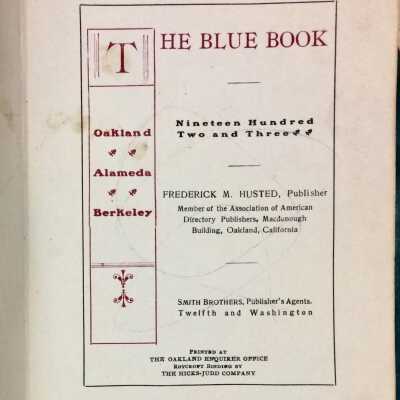 THE BLUE BOOK
Nineteen Hundred
Two and Three
Oakland
Alameda
Berkeley
FREDERICK M. HUSTED, Publisher
Member of the Association of American
Directory Publishers, Macdonough
Building, Oakland, California
SMITH BROTHERS, Publisher's Agents.
Twelfth and Washington
PRINTED AT
THE OAKLAND ENQUIRER OFFICE
ROYCROFT BINDING BY
THE HICKS-JUDD COMPANY